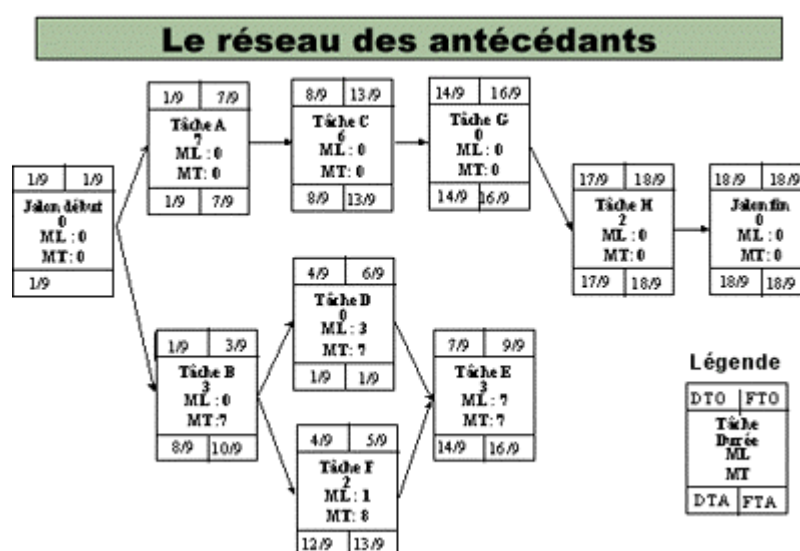 Le réseau des antécédants
1/9 7/9
Tâche A
7
ML : 0
MT: 0
1/9 7/9
8/9 13/9
Tâche C
6
ML : 0
MT: 0
8/9 13/9
14/9 16/9
Tâche G
0
ML : 0
MT: 0
14/9 16/9
1/9 1/9
Jalon début
0
ML : 0
MT: 0
1/9
17/9 18/9
Tâche H
2
ML : 0
MT: 0
17/9 18/9
18/9 18/9
Jalon fin
0
ML : 0
MT: 0
18/9 18/9
1/9 3/9
Tâche B
3
ML : 0
MT :7
8/9 10/9
4/9 6/9
Tâche D
0
ML : 3
MT: 7
1/9 1/9
4/9 5/9
Tâche F
2
ML : 1
MT: 8
12/9 13/9
7/9 9/9
Tâche E
3
ML : 7
MT: 7
14/9 16/9
Légende
DTO FTO
Tâche
Durée
ML
MT
DTA FTA